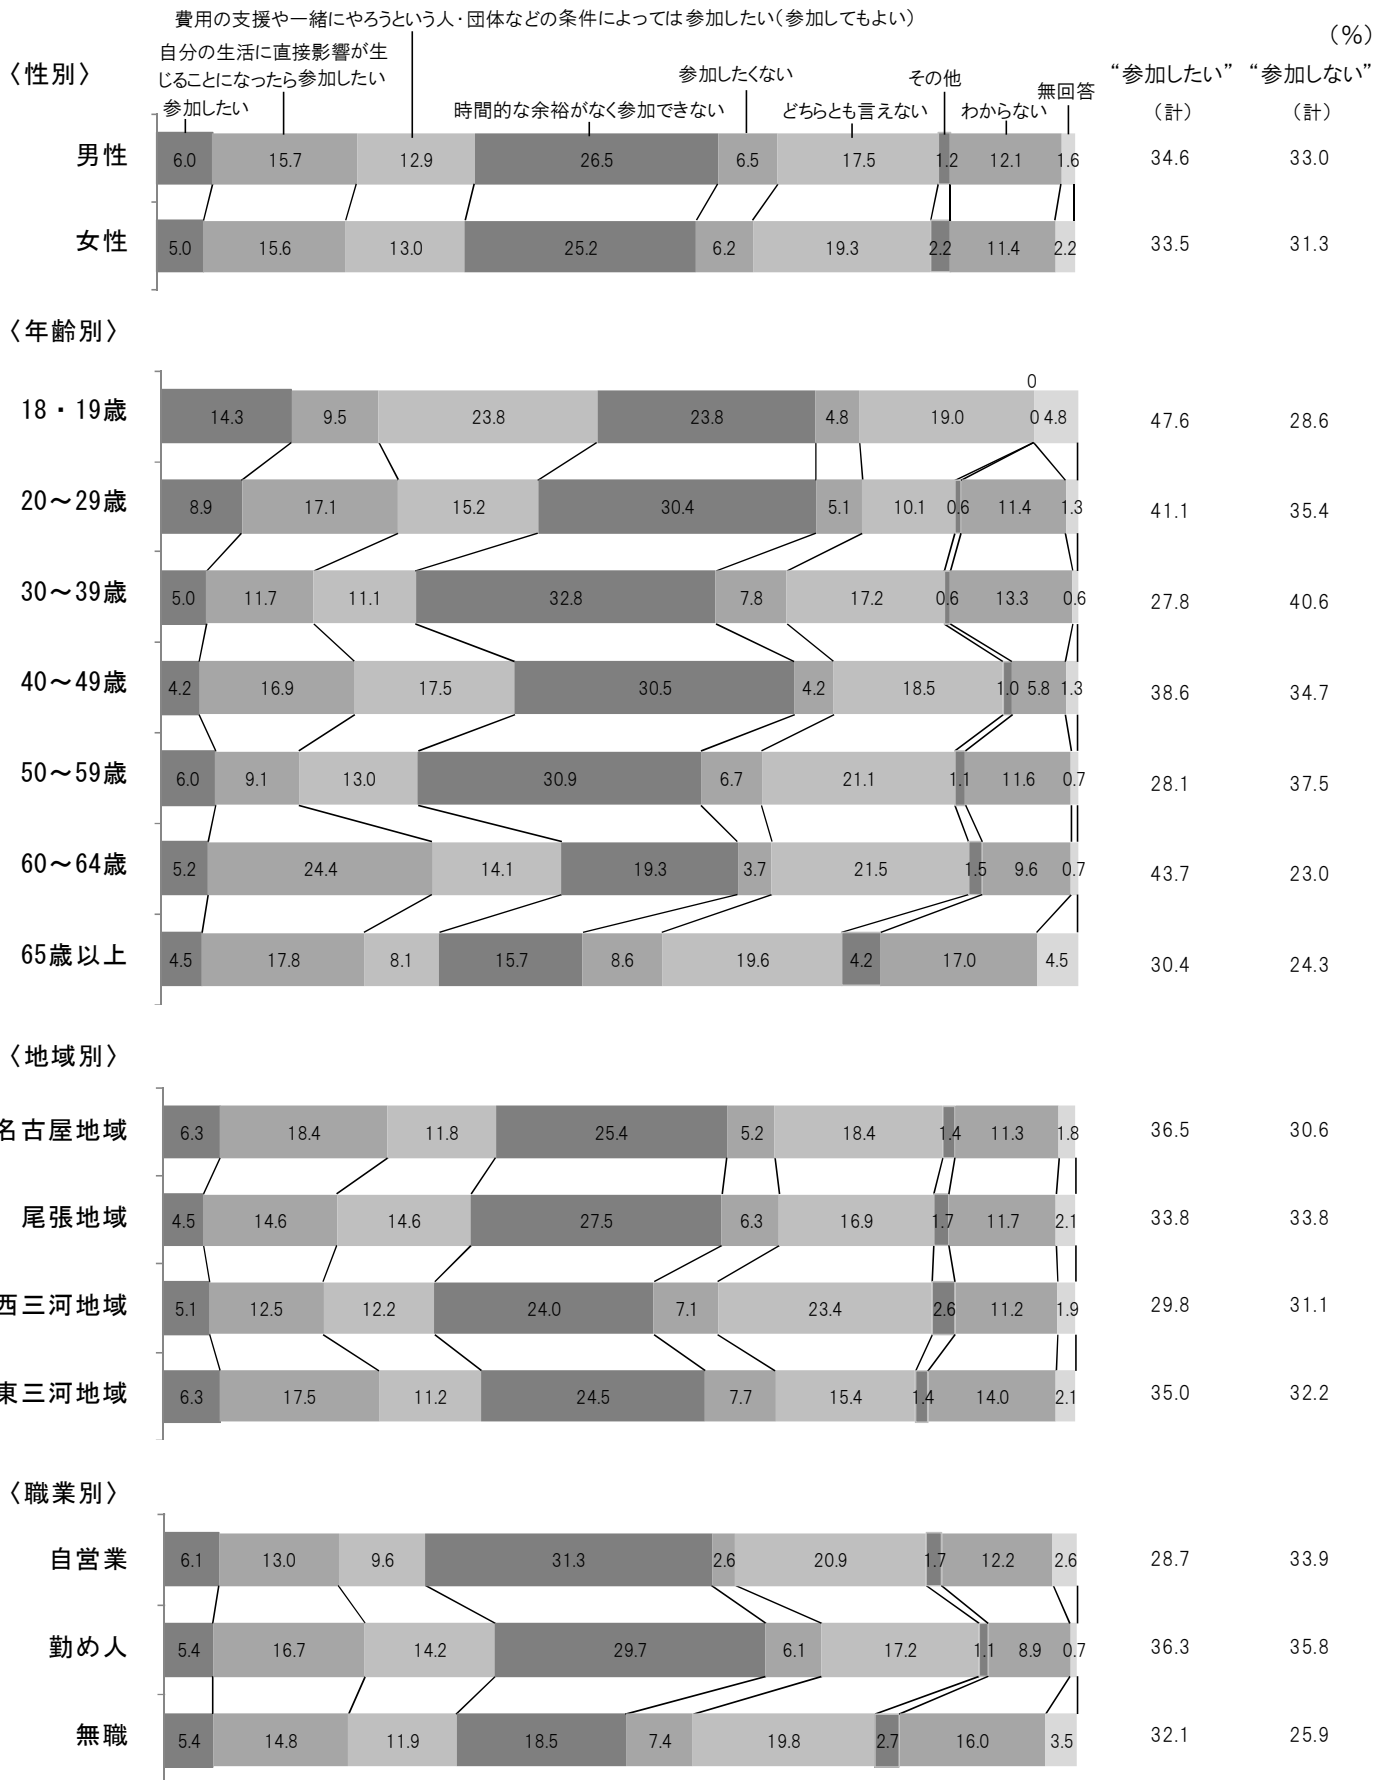 費用の支援や一緒にやろうという人・団体などの条件によっては参加したい（参加してもよい）
（％）
〈性別〉
自分の生活に直接影響が生
じることになったら参加したい
参加したい
時間的な余裕がなく参加できない
参加したくない
どちらとも言えない
その他
わからない
無回答
“参加したい”
（計）
“参加しない”
（計）
男性 6.0 15.7 12.9 26.5 6.5 17.5 1.2 12.1 1.6 34.6 33.0
女性 5.0 15.6 13.0 25.2 6.2 19.3 2.2 11.4 2.2 33.5 31.3
〈年齢別〉
0
18・19歳 14.3 9.5 23.8 23.8 4.8 19.0 0 4.8 47.6 28.6
20～29歳 8.9 17.1 15.2 30.4 5.1 10.1 0.6 11.4 1.3 41.1 35.4
30～39歳 5.0 11.7 11.1 32.8 7.8 17.2 0.6 13.3 0.6 27.8 40.6
40～49歳 4.2 16.9 17.5 30.5 4.2 18.5 1.0 5.8 1.3 38.6 34.7
50～59歳 6.0 9.1 13.0 30.9 6.7 21.1 1.1 11.6 0.7 28.1 37.5
60～64歳 5.2 24.4 14.1 19.3 3.7 21.5 1.5 9.6 0.7 43.7 23.0
65歳以上 4.5 17.8 8.1 15.7 8.6 19.6 4.2 17.0 4.5 30.4 24.3
〈地域別〉
名古屋地域 6.3 18.4 11.8 25.4 5.2 18.4 1.4 11.3 1.8 36.5 30.6
尾張地域 4.5 14.6 14.6 27.5 6.3 16.9 1.7 11.7 2.1 33.8 33.8
西三河地域 5.1 12.5 12.2 24.0 7.1 23.4 2.6 11.2 1.9 29.8 31.1
東三河地域 6.3 17.5 11.2 24.5 7.7 15.4 1.4 14.0 2.1 35.0 32.2
〈職業別〉
自営業 6.1 13.0 9.6 31.3 2.6 20.9 1.7 12.2 2.6 28.7 33.9
勤め人 5.4 16.7 14.2 29.7 6.1 17.2 1.1 8.9 0.7 36.3 35.8
無職 5.4 14.8 11.9 18.5 7.4 19.8 2.7 16.0 3.5 32.1 25.9